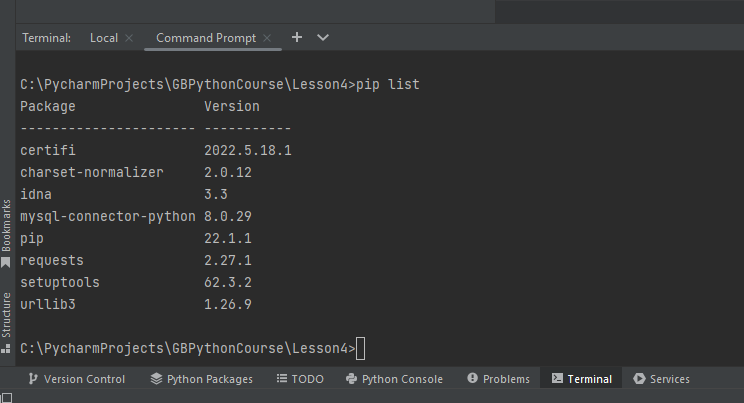 Terminal: Local × Command Prompt × +
C:\PycharmProjects\GBPythonCourse\Lesson4>pip list
Package                Version
---------------------- -----------
certifi                2022.5.18.1
charset-normalizer     2.0.12
idna                   3.3
mysql-connector-python 8.0.29
pip                    22.1.1
requests               2.27.1
setuptools             62.3.2
urllib3                1.26.9
C:\PycharmProjects\GBPythonCourse\Lesson4>
Bookmarks
Structure
Version Control Python Packages TODO Python Console Problems Terminal Services